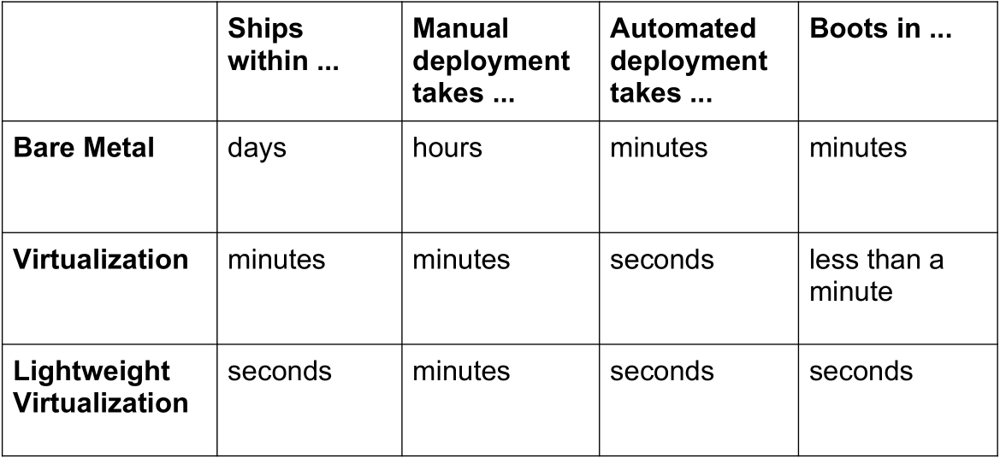 Ships within ...
Manual deployment takes ...
Automated deployment takes ...
Boots in ...
Bare Metal
days
hours
minutes
minutes
Virtualization
minutes
minutes
seconds
less than a minute
Lightweight Virtualization
seconds
minutes
seconds
seconds